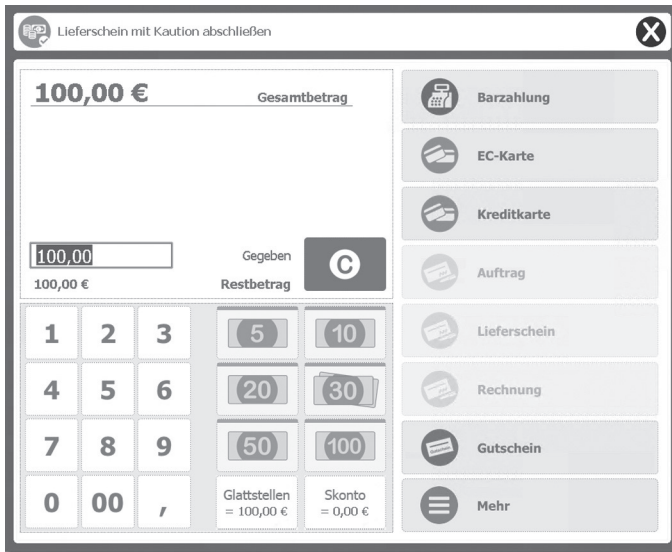 Lieferschein mit Kaution abschließen
100,00 € Gesamtbetrag
100,00 Gegeben C
100,00 € Restbetrag
1 2 3 5 10
4 5 6 20 30
7 8 9 50 100
0 00 , Glattstellen = 100,00 € Skonto = 0,00 €
Barzahlung
EC-Karte
Kreditkarte
Auftrag
Lieferschein
Rechnung
Gutschein
Mehr